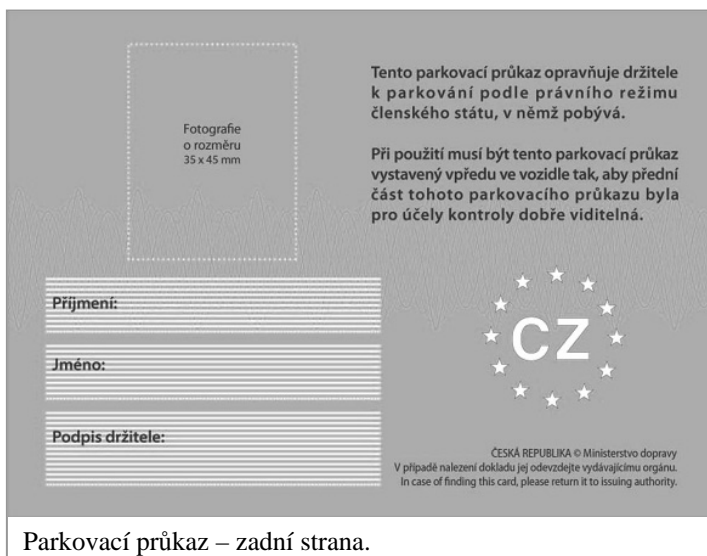 Fotografie
o rozměru
35 x 45 mm
Tento parkovací průkaz opravňuje držitele
k parkování podle právního režimu
členského státu, v němž pobývá.
Při použití musí být tento parkovací průkaz
vystavený vpředu ve vozidle tak, aby přední
část tohoto parkovacího průkazu byla
pro účely kontroly dobře viditelná.
Příjmení:
Jméno:
Podpis držitele:
CZ
ČESKÁ REPUBLIKA © Ministerstvo dopravy
V případě nalezení dokladu jej odevzdejte vydávajícímu orgánu.
In case of finding this card, please return it to issuing authority.
Parkovací průkaz – zadní strana.